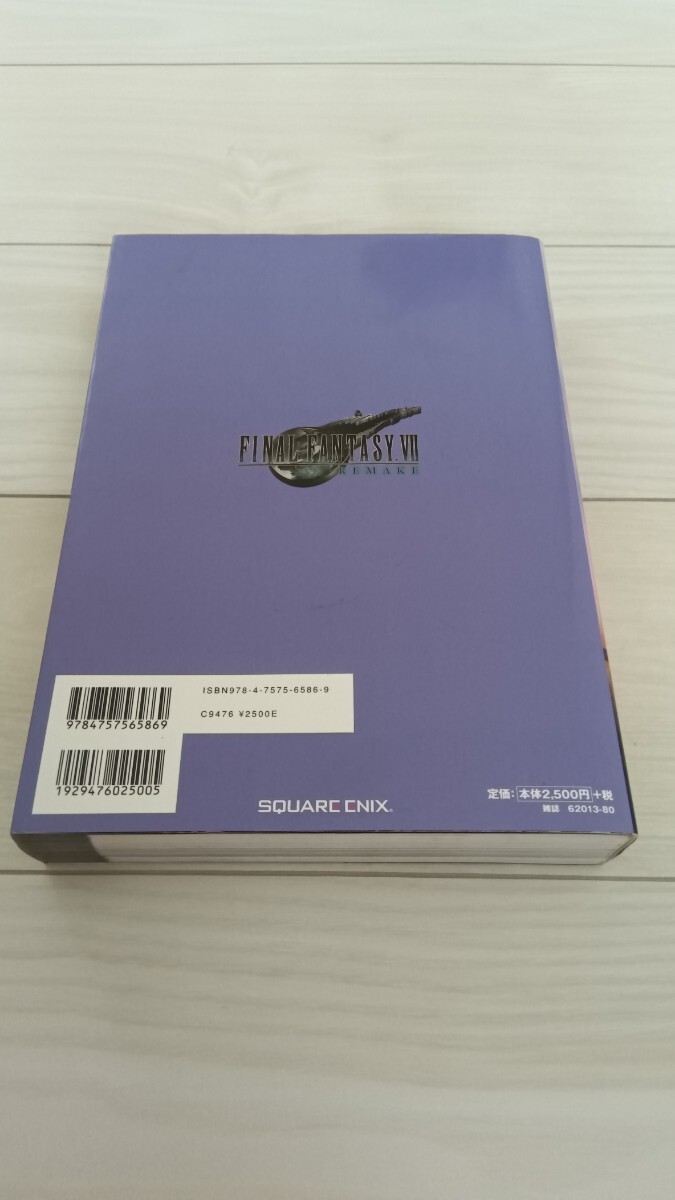 FINAL FANTASY VII
REMAKE
ISBN978-4-7575-6586-9
9784757565869
C9476 ¥2500E
1929476025005
SQUARE ENIX®
定価：本体2,500円＋税
雑誌 62013-80